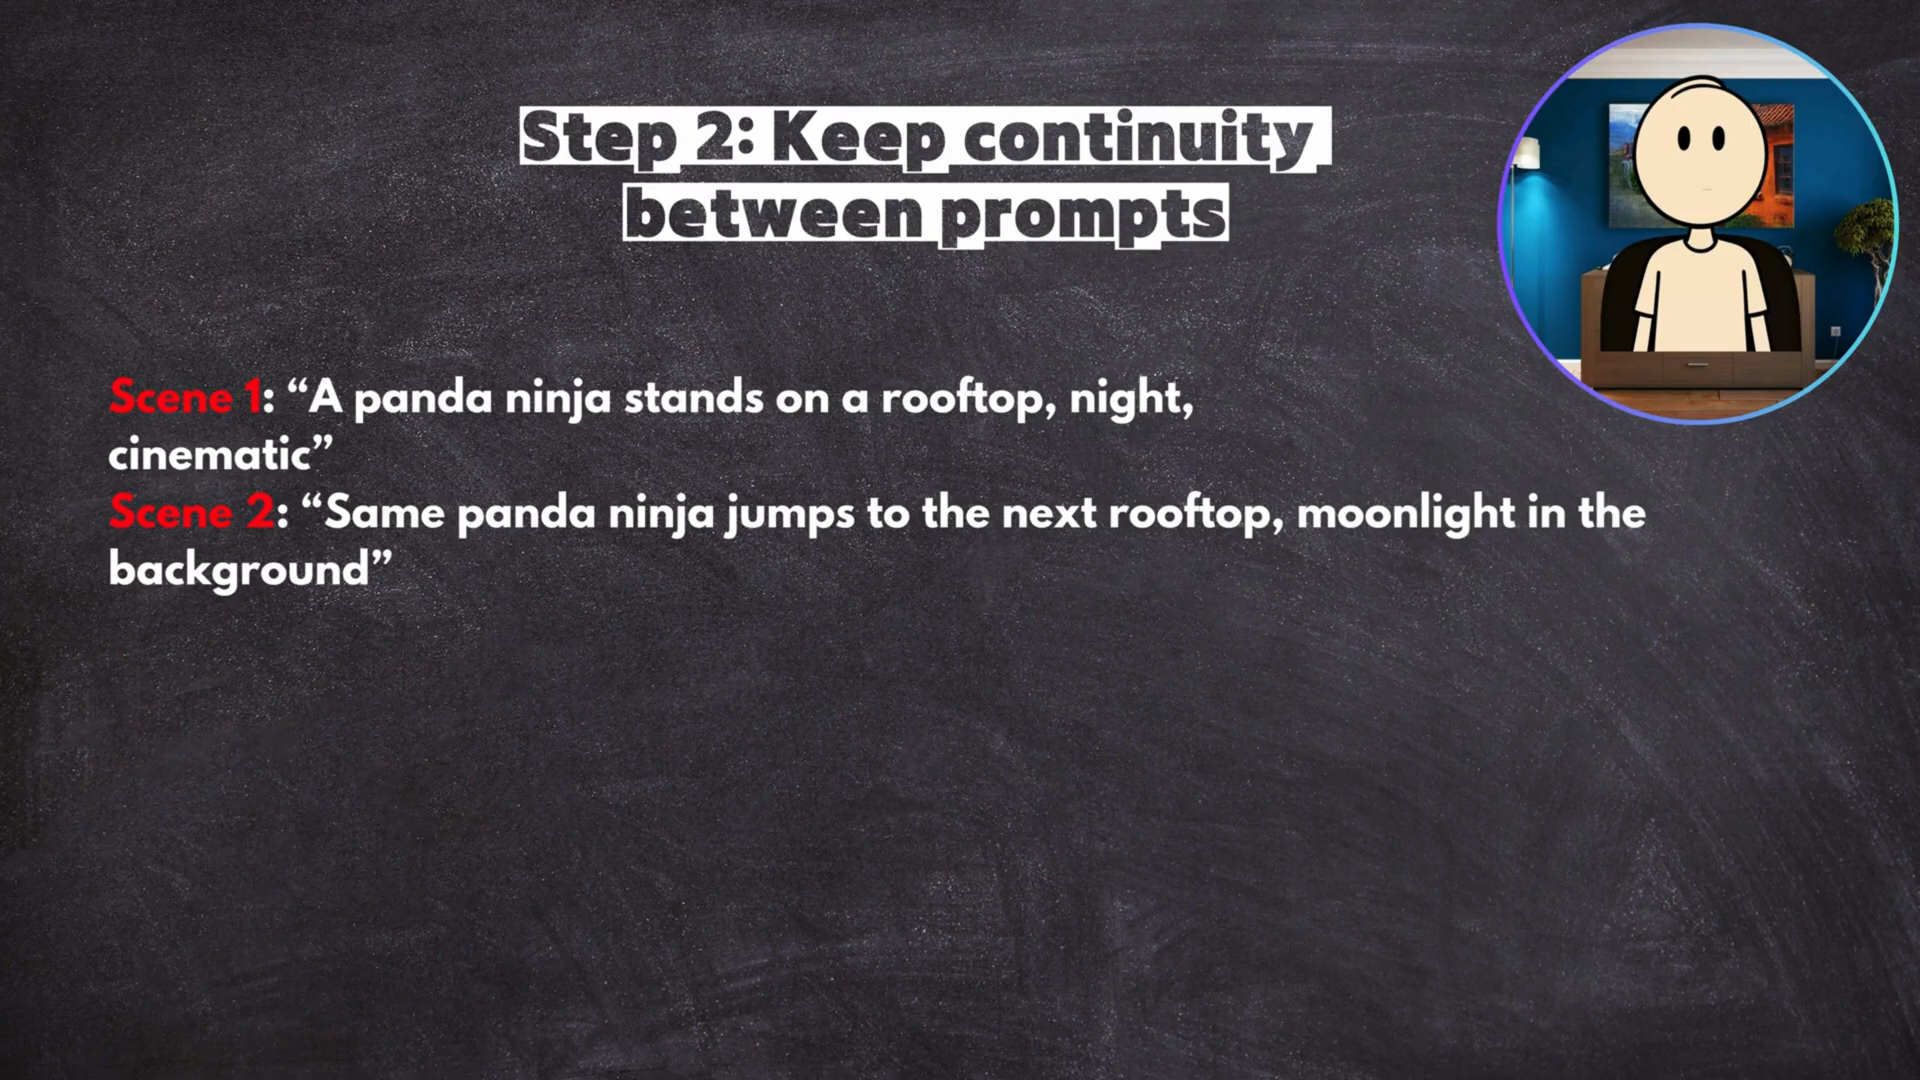 Step 2: Keep continuity
between prompts
Scene 1: “A panda ninja stands on a rooftop, night,
cinematic”
Scene 2: “Same panda ninja jumps to the next rooftop, moonlight in the
background”